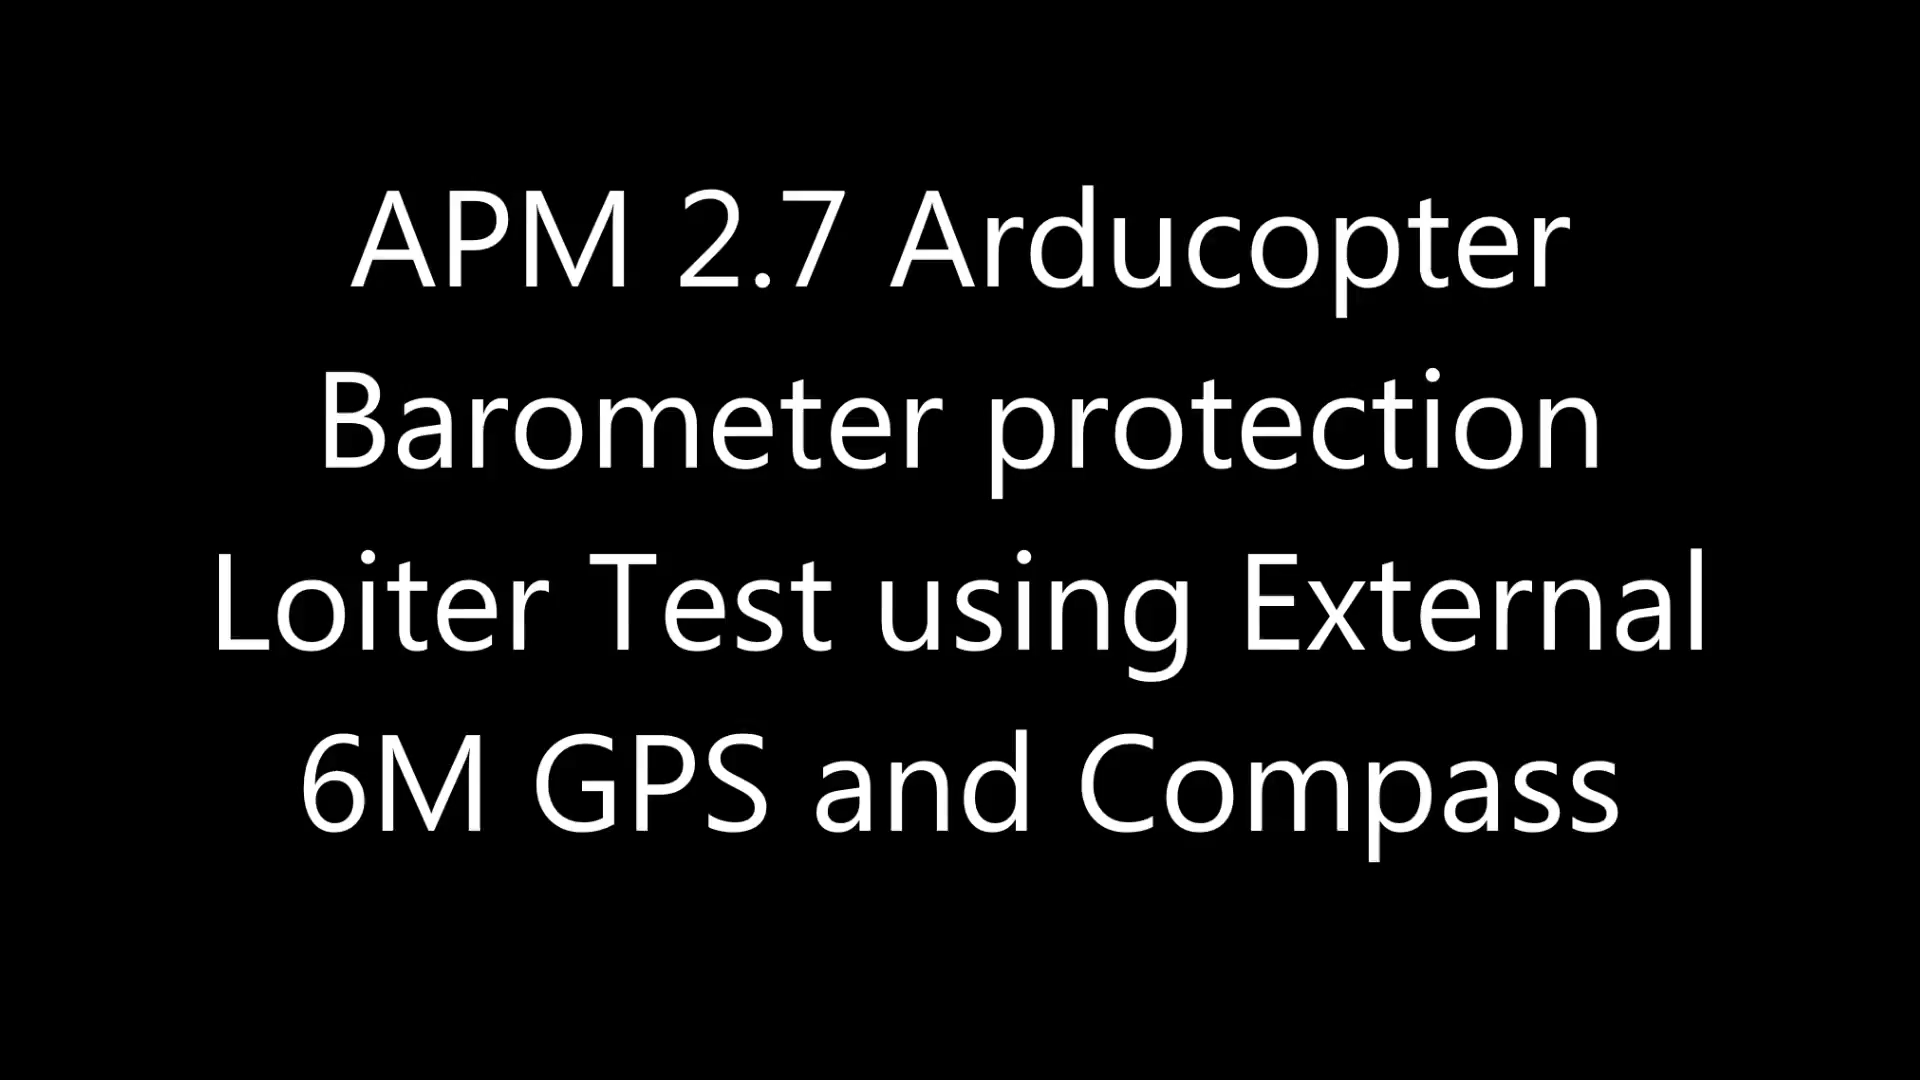 APM 2.7 Arducopter
Barometer protection
Loiter Test using External
6M GPS and Compass